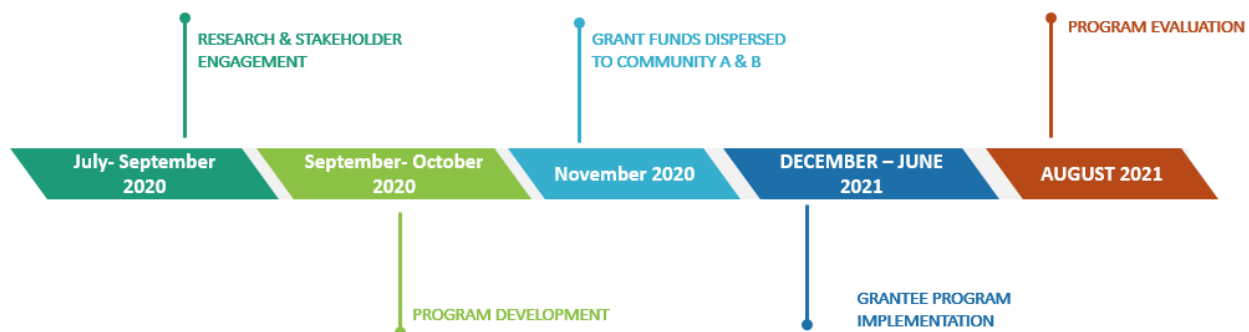 RESEARCH & STAKEHOLDER
ENGAGEMENT
GRANT FUNDS DISPERSED
TO COMMUNITY A & B
PROGRAM EVALUATION
July- September
2020
September- October
2020
November 2020
DECEMBER – JUNE
2021
AUGUST 2021
PROGRAM DEVELOPMENT
GRANTEE PROGRAM
IMPLEMENTATION